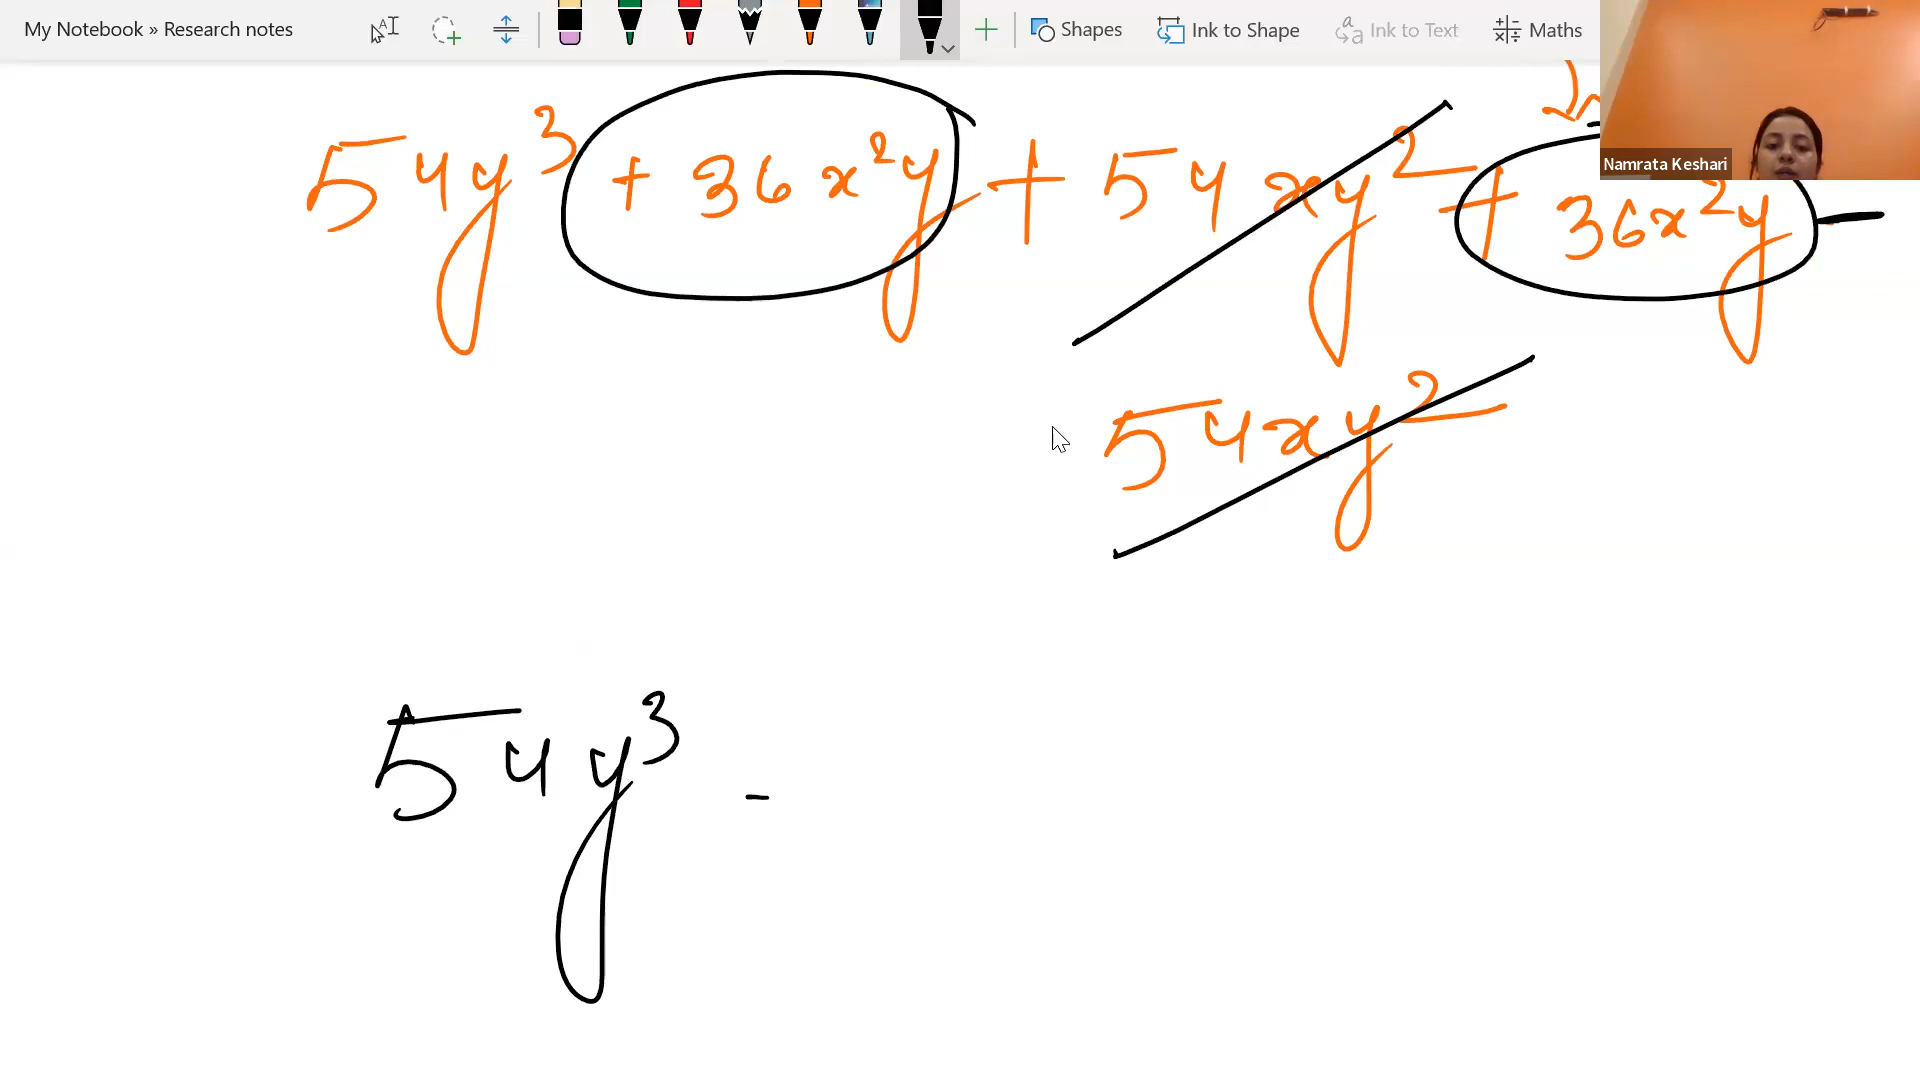 My Notebook » Research notes
Shapes Ink to Shape Ink to Text Maths
Namrata Keshari
54y³ + 36x²y + 54xy² + 36x²y -
54xy²
54y³ -